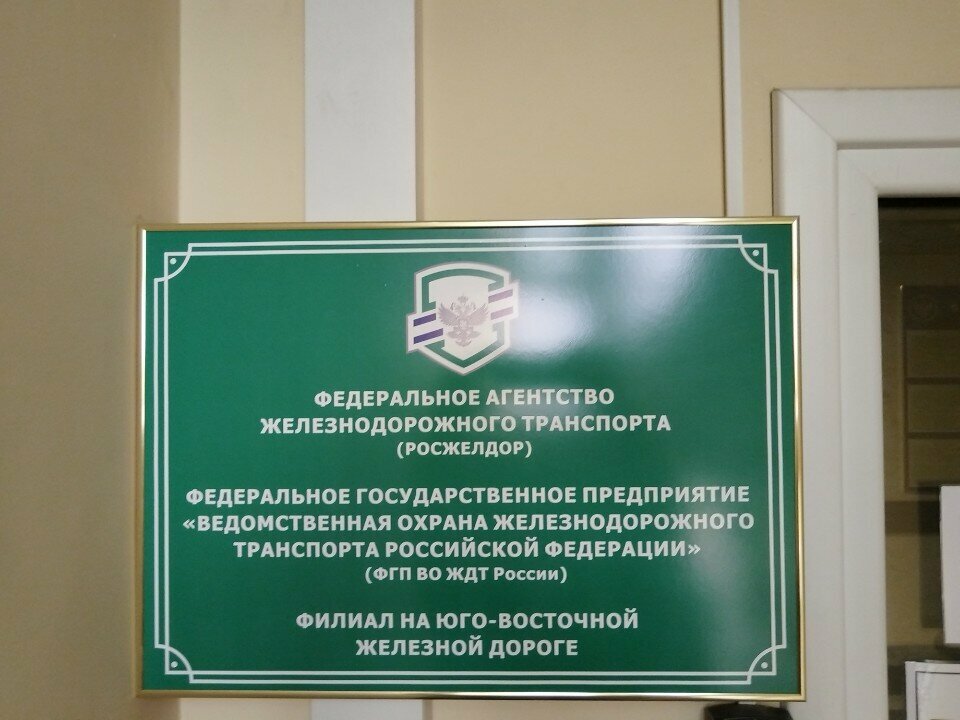 ФЕДЕРАЛЬНОЕ АГЕНТСТВО
ЖЕЛЕЗНОДОРОЖНОГО ТРАНСПОРТА
(РОСЖЕЛДОР)
ФЕДЕРАЛЬНОЕ ГОСУДАРСТВЕННОЕ ПРЕДПРИЯТИЕ
«ВЕДОМСТВЕННАЯ ОХРАНА ЖЕЛЕЗНОДОРОЖНОГО
ТРАНСПОРТА РОССИЙСКОЙ ФЕДЕРАЦИИ»
(ФГП ВО ЖДТ России)
ФИЛИАЛ НА ЮГО-ВОСТОЧНОЙ
ЖЕЛЕЗНОЙ ДОРОГЕ